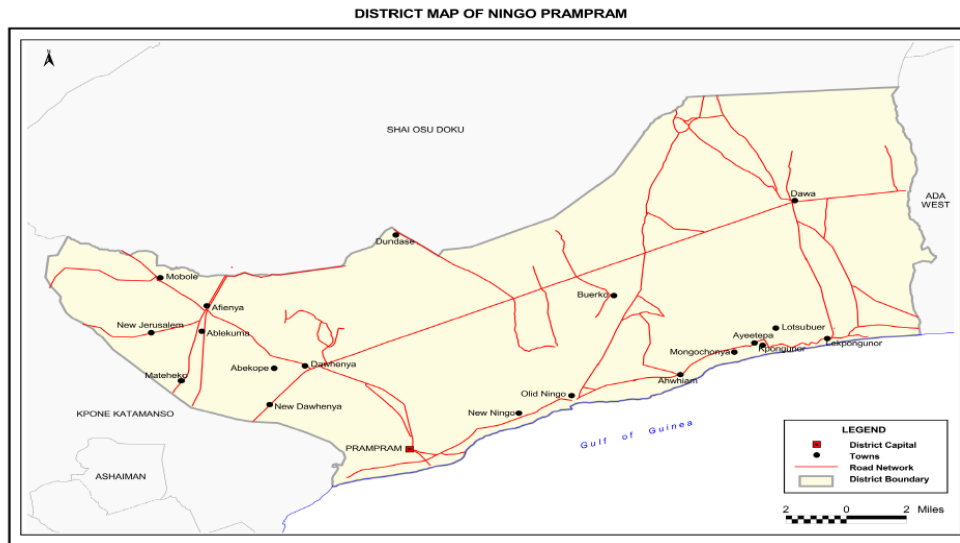 DISTRICT MAP OF NINGO PRAMPRAM
SHAI OSU DOKU
ADA
WEST
Dawa
Dundase
Mobole
Buerko
Afienya
New Jerusalem
Ablekuma
Lotsubuer
Ayeetepa
Kpongunor
Lekpongunor
Mongochonya
Abekope
Dawhenya
Mateheko
Ahwhiam
Olid Ningo
New Dawhenya
New Ningo
KPONE KATAMANSO
Gulf of Guinea
PRAMPRAM
ASHAIMAN
LEGEND
District Capital
Towns
Road Network
District Boundary
2 0 2 Miles